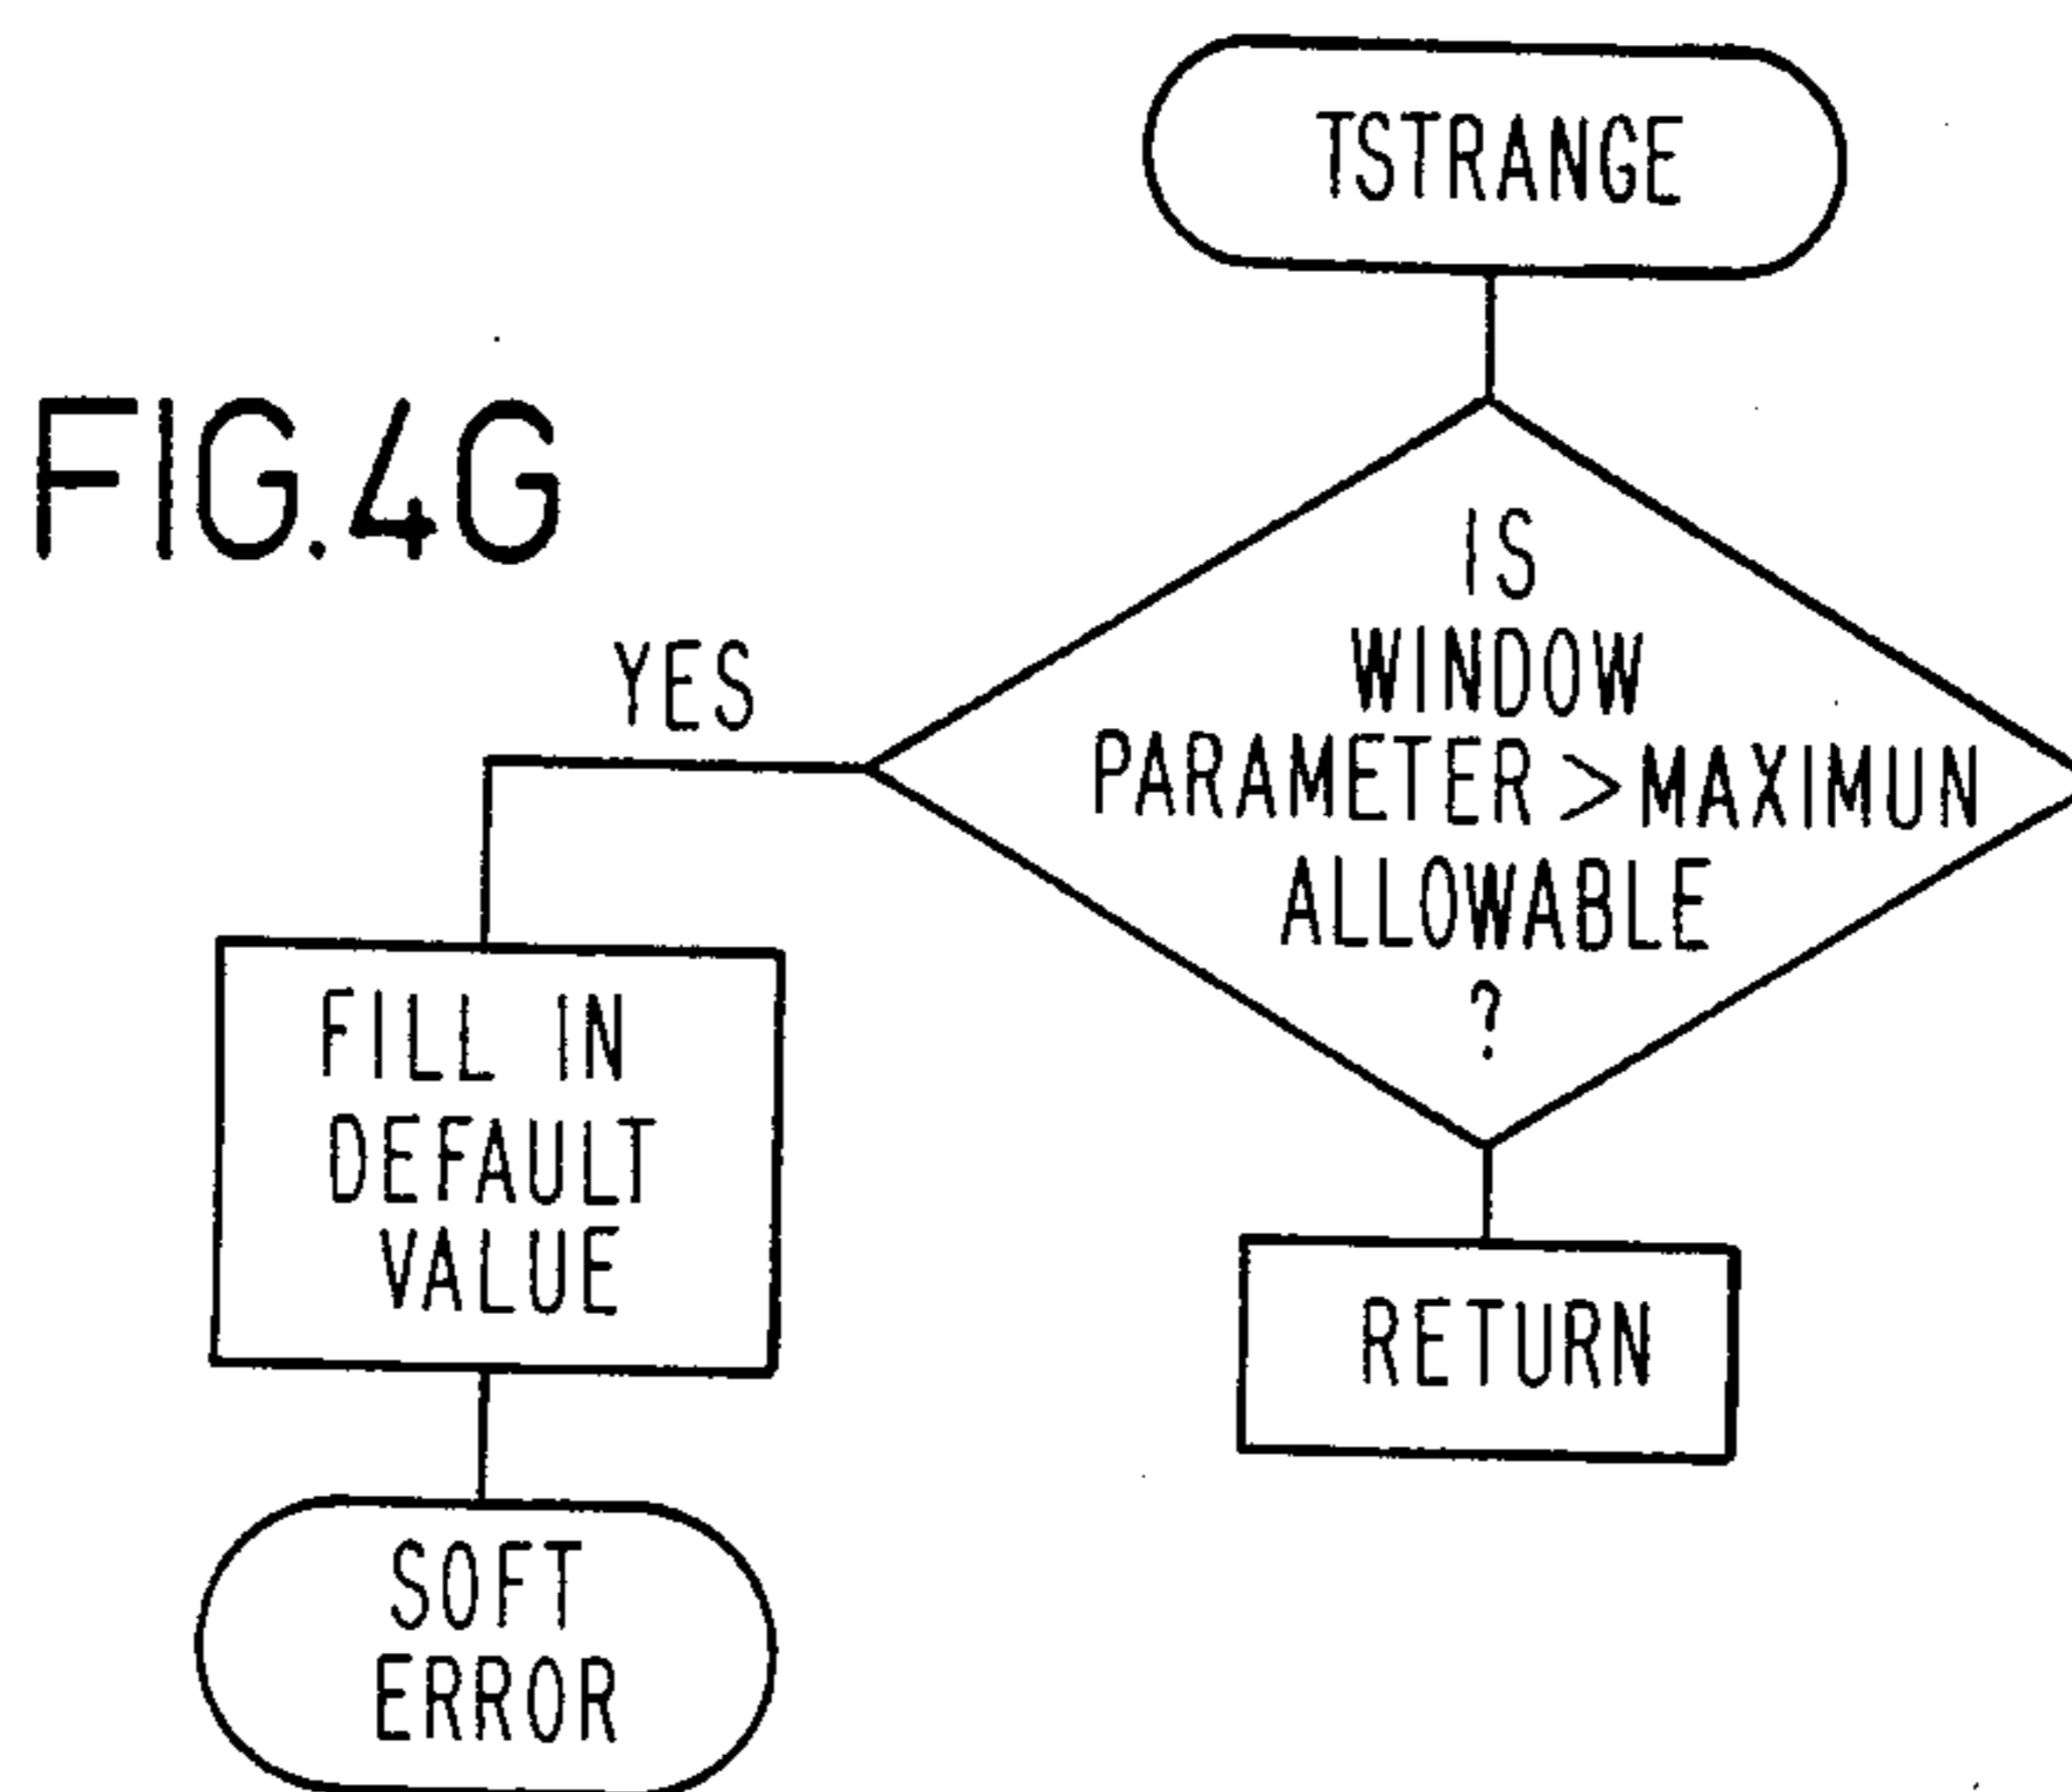 TSTRANGE
FIG.4G
IS
WINDOW
PARAMETER > MAXIMUN
ALLOWABLE
?
YES
FILL IN
DEFAULT
VALUE
RETURN
SOFT
ERROR